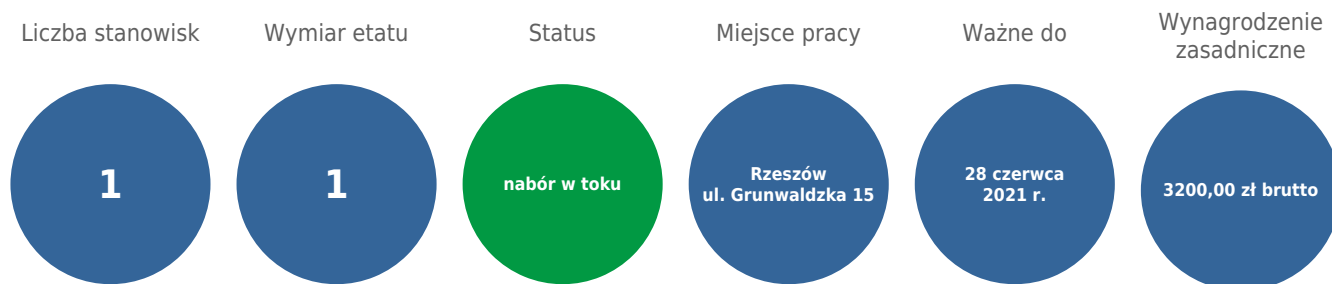 Liczba stanowisk
1
Wymiar etatu
1
Status
nabór w toku
Miejsce pracy
Rzeszów
ul. Grunwaldzka 15
Ważne do
28 czerwca
2021 r.
Wynagrodzenie
zasadniczne
3200,00 zł brutto